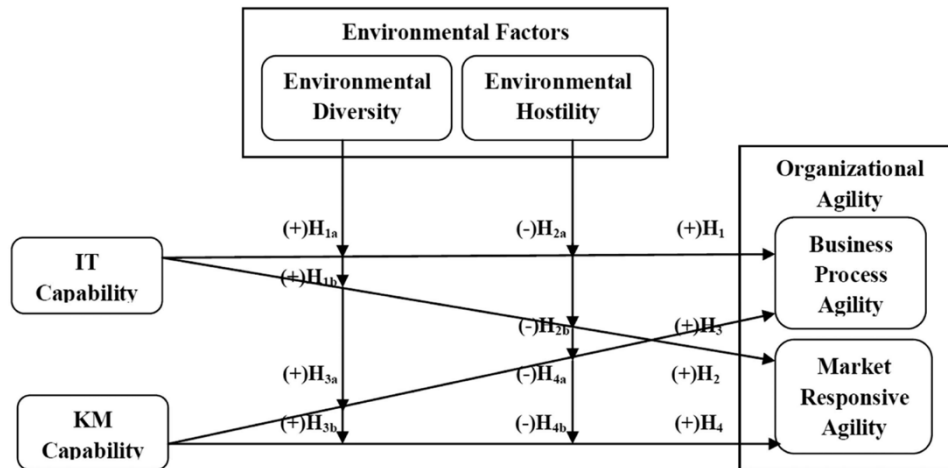 Environmental Factors
Environmental
Diversity
Environmental
Hostility
Organizational
Agility
(+)H1a
(-)H2a
(+)H1
IT
Capability
Business
Process
Agility
(+)H1b
(-)H2b
(+)H3
(+)H3a
(-)H4a
(+)H2
Market
Responsive
Agility
KM
Capability
(+)H3b
(-)H4b
(+)H4